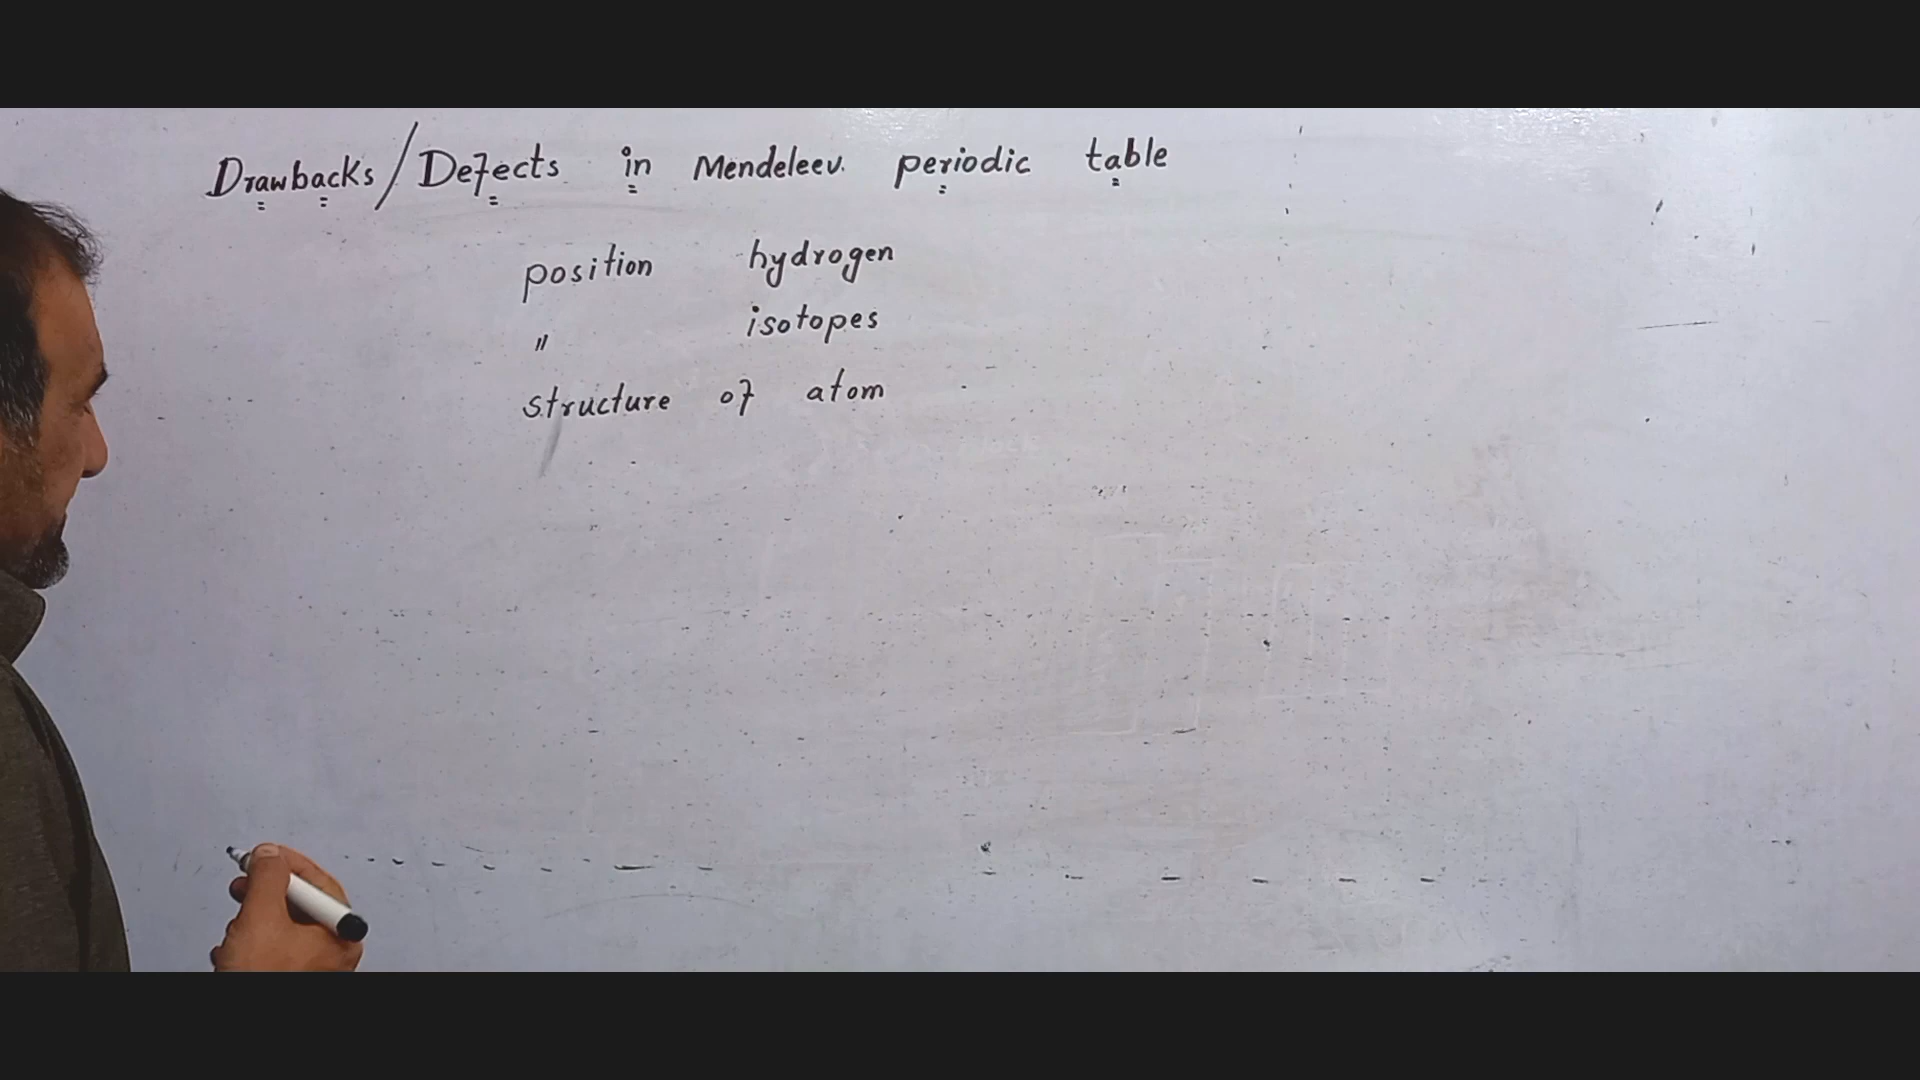 Drawbacks/Defects in Mendeleev. periodic table
position hydrogen
" isotopes
structure of atom